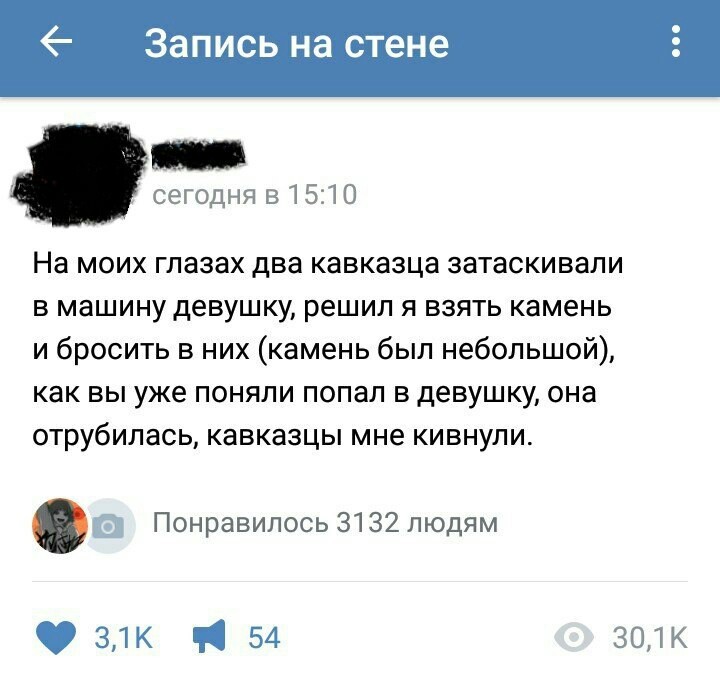 Запись на стене
сегодня в 15:10
На моих глазах два кавказца затаскивали
в машину девушку, решил я взять камень
и бросить в них (камень был небольшой),
как вы уже поняли попал в девушку, она
отрубилась, кавказцы мне кивнули.
Понравилось 3132 людям
3,1K 54 30,1K